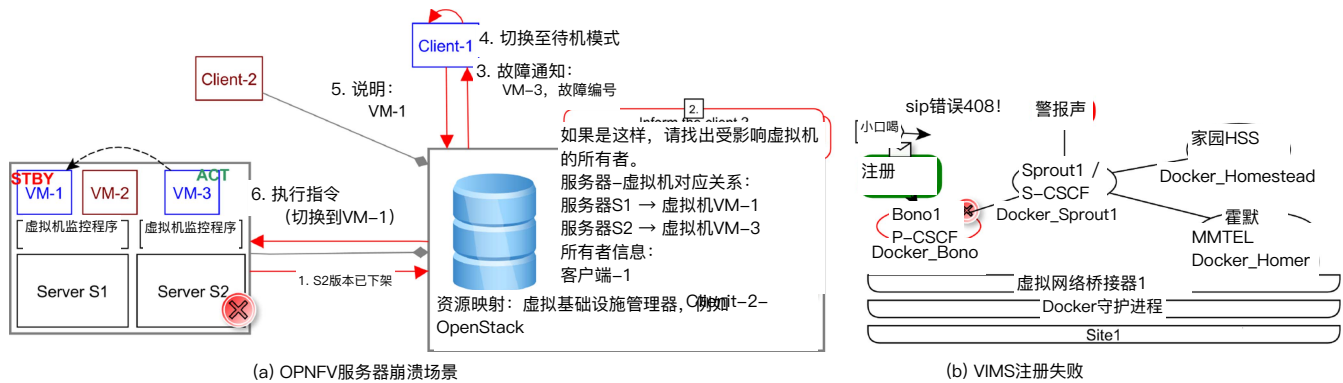 Client-1
4. 切换至待机模式
3. 故障通知：
VM-3，故障编号
Client-2
5. 说明：
VM-1
2.
如果是这样，请找出受影响虚拟机
的所有者。
服务器-虚拟机对应关系：
服务器S1 → 虚拟机VM-1
服务器S2 → 虚拟机VM-3
所有者信息：
客户端-1
资源映射：虚拟基础设施管理器，例如
OpenStack
STBY
ACT
VM-1
VM-2
VM-3
虚拟机监控程序
虚拟机监控程序
Server S1
Server S2
6. 执行指令
（切换到VM-1）
1. S2版本已下架
(a) OPNFV服务器崩溃场景
sip错误408！
警报声
[小口喝]
注册
家园HSS
Docker_Homestead
Sprout1 /
S-CSCF
Docker_Sprout1
Bono1
P-CSCF
Docker_Bono
霍默
MMTEL
Docker_Homer
虚拟网络桥接器1
Docker守护进程
Site1
(b) VIMS注册失败